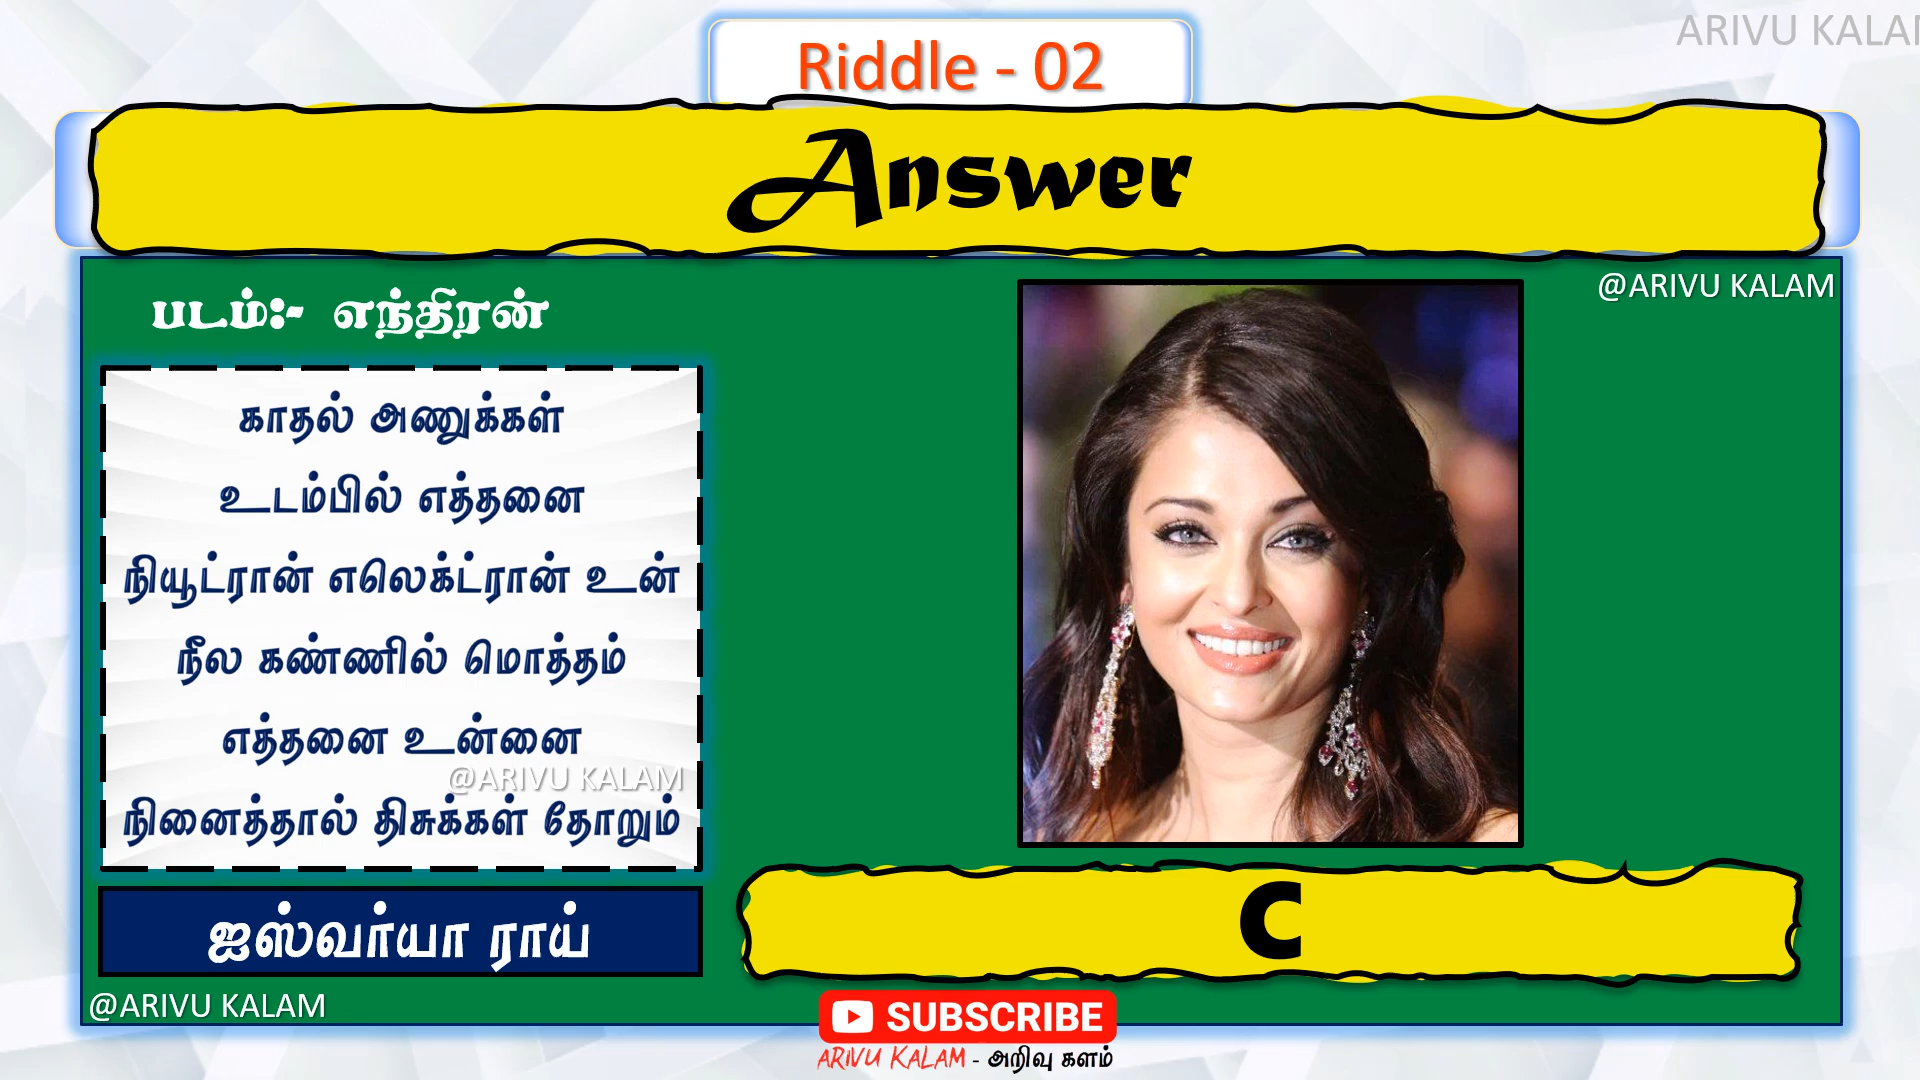 ARIVU KALAM
Riddle - 02
Answer
@ARIVU KALAM
படம்:- எந்திரன்
காதல் அணுக்கள்
உடம்பில் எத்தனை
நியூட்ரான் எலெக்ட்ரான் உன்
நீல கண்ணில் மொத்தம்
எத்தனை உன்னை
@ARIVU KALAM
நினைத்தால் திசுக்கள் தோறும்
ஐஸ்வர்யா ராய்
C
@ARIVU KALAM
SUBSCRIBE
ARIVU KALAM - அறிவு களம்